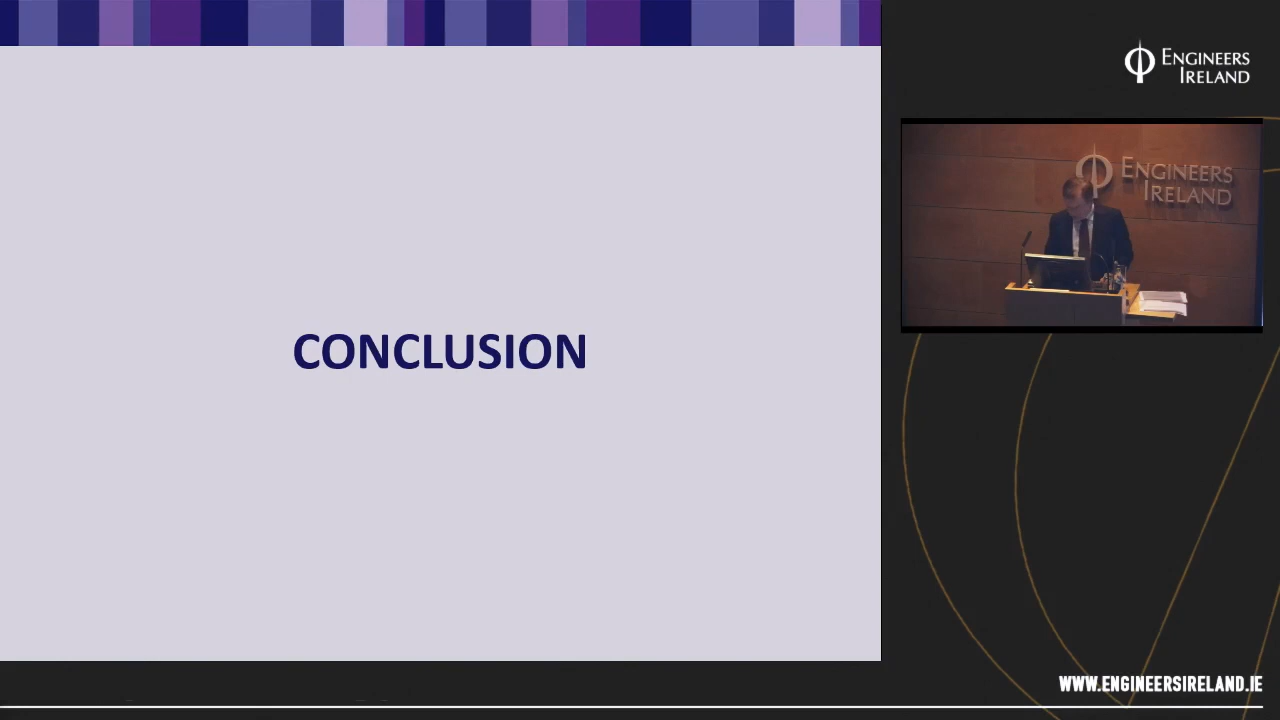 CONCLUSION
ENGINEERS
IRELAND
ENGINEERS
IRELAND
WWW.ENGINEERSIRELAND.IE